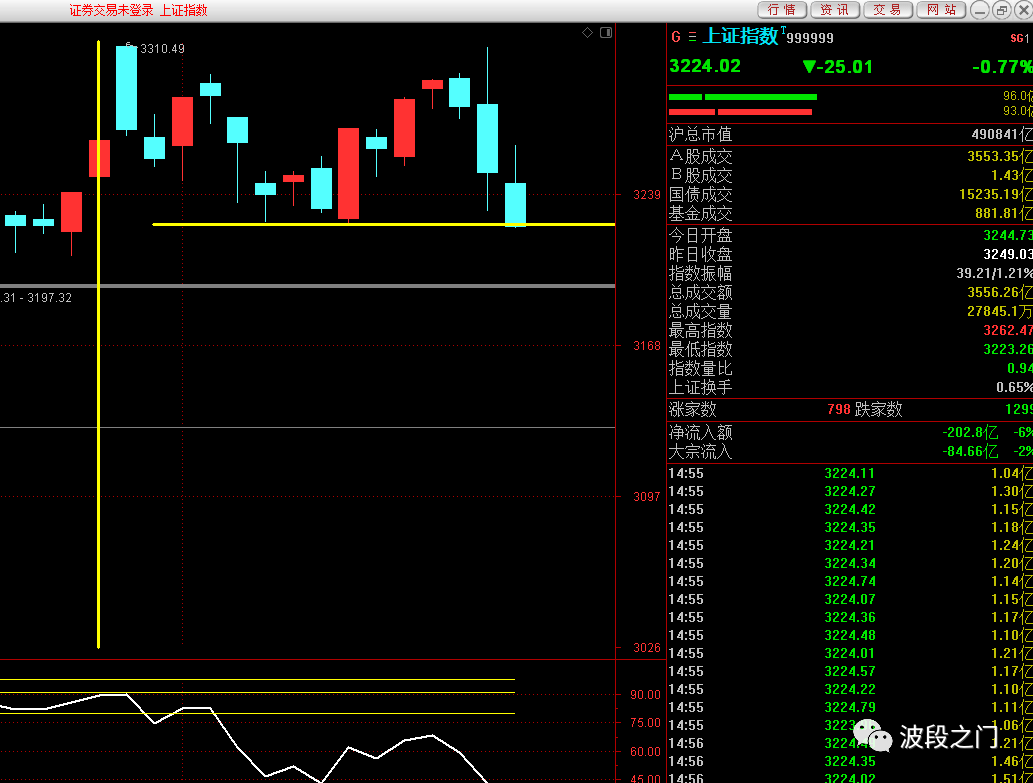 证券交易未登录 上证指数 行情 资讯 交易 网站
3310.49
.31 - 3197.32
3239
3168
3097
3026
90.00
75.00
60.00
45.00
G 上证指数 T 999999 SG1
3224.02 ▼-25.01 -0.77%
96.0亿
93.0亿
沪总市值 490841亿
A股成交 3553.35亿
B股成交 1.43亿
国债成交 15235.19亿
基金成交 881.81亿
今日开盘 3244.73
昨日收盘 3249.03
指数振幅 39.21/1.21%
总成交额 3556.26亿
总成交量 27845.1万
最高指数 3262.47
最低指数 3223.26
指数量比 0.94
上证换手 0.65%
涨家数 798 跌家数 1299
净流入额 -202.8亿 -6%
大宗流入 -84.66亿 -2%
14:55 3224.11 1.04亿
14:55 3224.27 1.30亿
14:55 3224.42 1.15亿
14:55 3224.35 1.18亿
14:55 3224.21 1.24亿
14:55 3224.34 1.20亿
14:55 3224.74 1.14亿
14:55 3224.07 1.15亿
14:55 3224.36 1.17亿
14:55 3224.48 1.10亿
14:55 3224.01 1.21亿
14:55 3224.57 1.17亿
14:55 3224.22 1.10亿
14:55 3224.79 1.11亿
14:55 1.06亿
14:56 1.21亿
14:56 3224.35 1.46亿
14:56 3224.02 1.51亿
波段之门